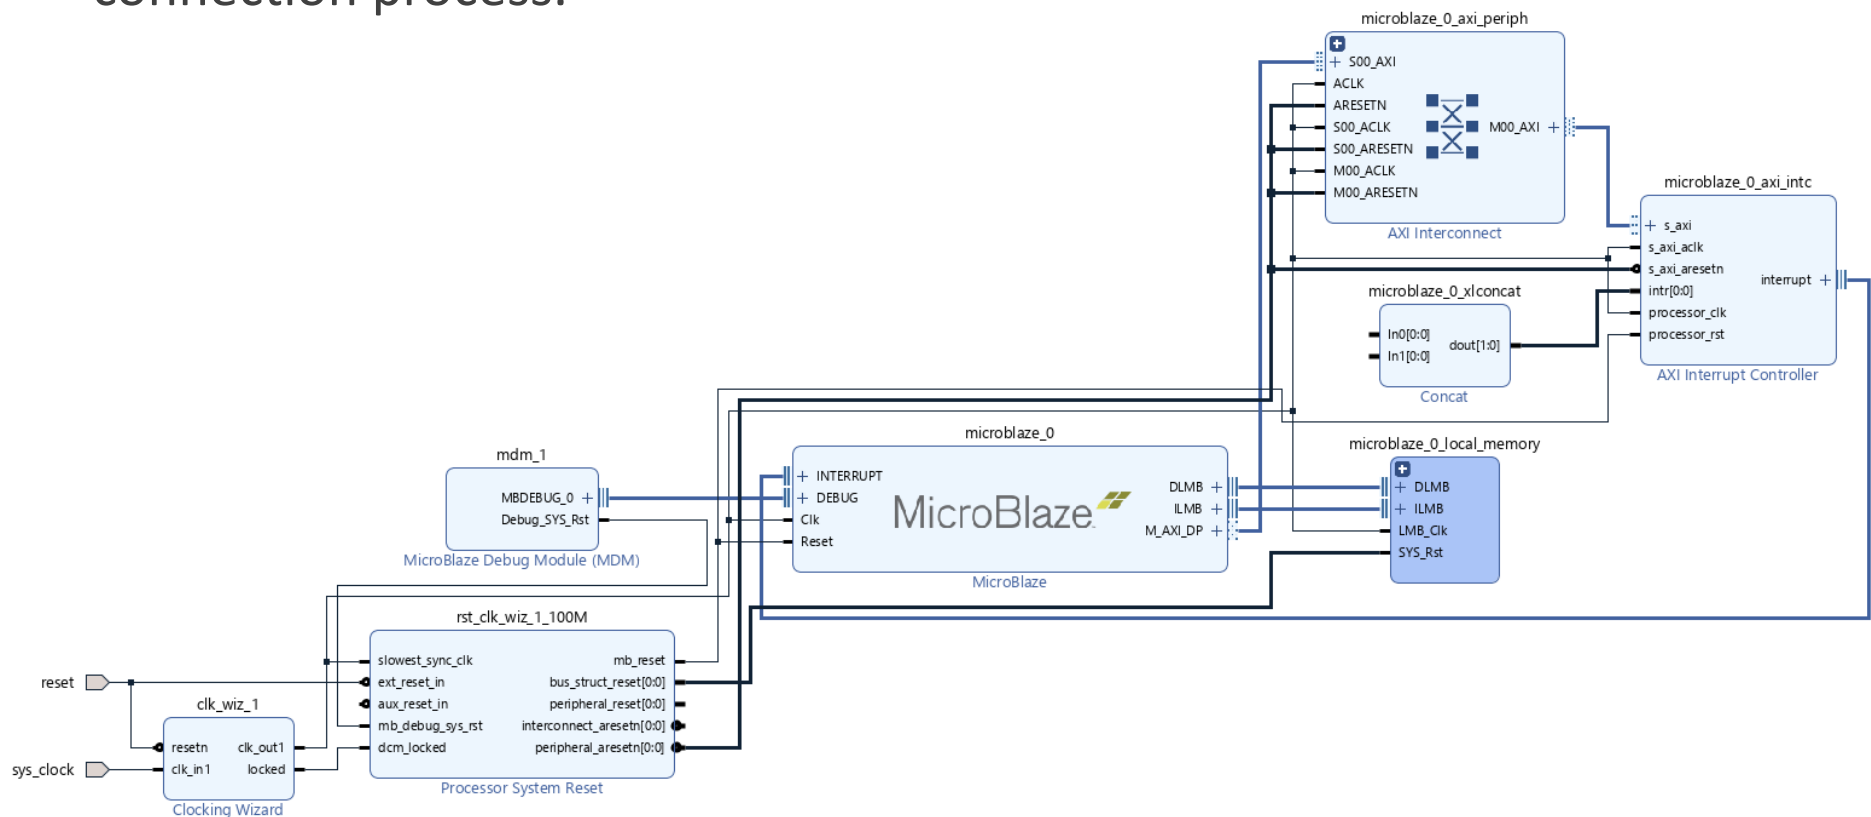 connection process.
microblaze_0_axi_periph
S00_AXI
ACLK
ARESETN
S00_ACLK
S00_ARESETN
M00_ACLK
M00_ARESETN
M00_AXI
AXI Interconnect
microblaze_0_axi_intc
s_axi
s_axi_aclk
s_axi_aresetn
intr[0:0]
processor_clk
processor_rst
interrupt
AXI Interrupt Controller
microblaze_0_xlconcat
In0[0:0]
In1[0:0]
dout[1:0]
Concat
microblaze_0
INTERRUPT
DEBUG
Clk
Reset
MicroBlaze
DLMB
ILMB
M_AXI_DP
MicroBlaze
microblaze_0_local_memory
DLMB
ILMB
LMB_Clk
SYS_Rst
mdm_1
MBDEBUG_0
Debug_SYS_Rst
MicroBlaze Debug Module (MDM)
rst_clk_wiz_1_100M
slowest_sync_clk
ext_reset_in
aux_reset_in
mb_debug_sys_rst
dcm_locked
mb_reset
bus_struct_reset[0:0]
peripheral_reset[0:0]
interconnect_aresetn[0:0]
peripheral_aresetn[0:0]
Processor System Reset
reset
sys_clock
clk_wiz_1
resetn
clk_in1
clk_out1
locked
Clocking Wizard